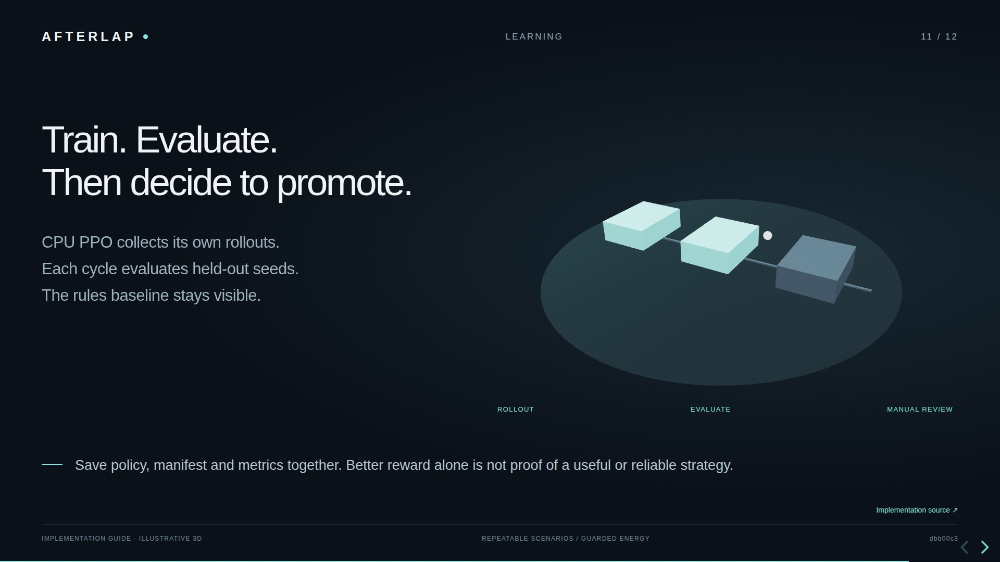 AFTERLAP
LEARNING
11 / 12
Train. Evaluate.
Then decide to promote.
CPU PPO collects its own rollouts.
Each cycle evaluates held-out seeds.
The rules baseline stays visible.
ROLLOUT
EVALUATE
MANUAL REVIEW
Save policy, manifest and metrics together. Better reward alone is not proof of a useful or reliable strategy.
Implementation source ↗
IMPLEMENTATION GUIDE · ILLUSTRATIVE 3D
REPEATABLE SCENARIOS / GUARDED ENERGY
dbb00c3